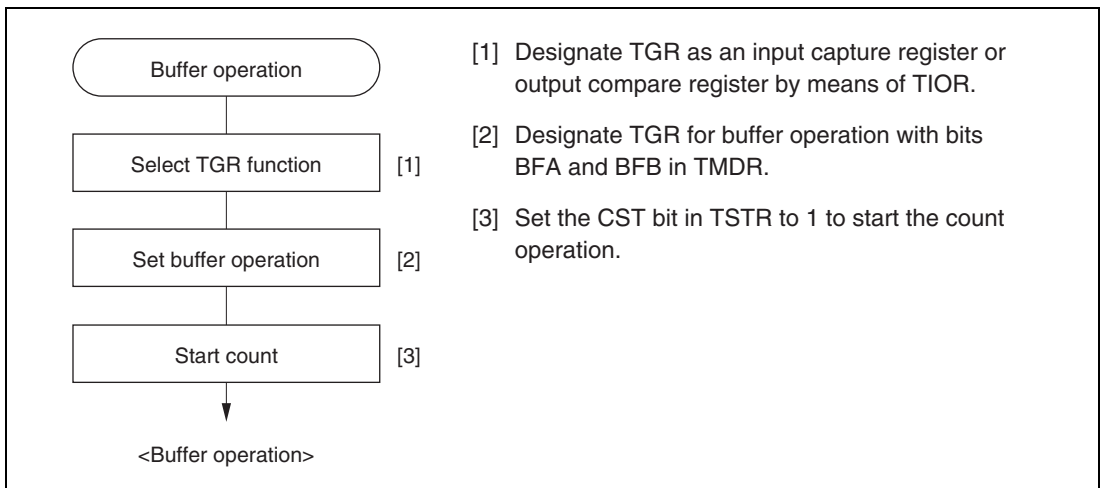 Buffer operation
Select TGR function [1]
Set buffer operation [2]
Start count [3]
<Buffer operation>
[1] Designate TGR as an input capture register or
output compare register by means of TIOR.
[2] Designate TGR for buffer operation with bits
BFA and BFB in TMDR.
[3] Set the CST bit in TSTR to 1 to start the count
operation.